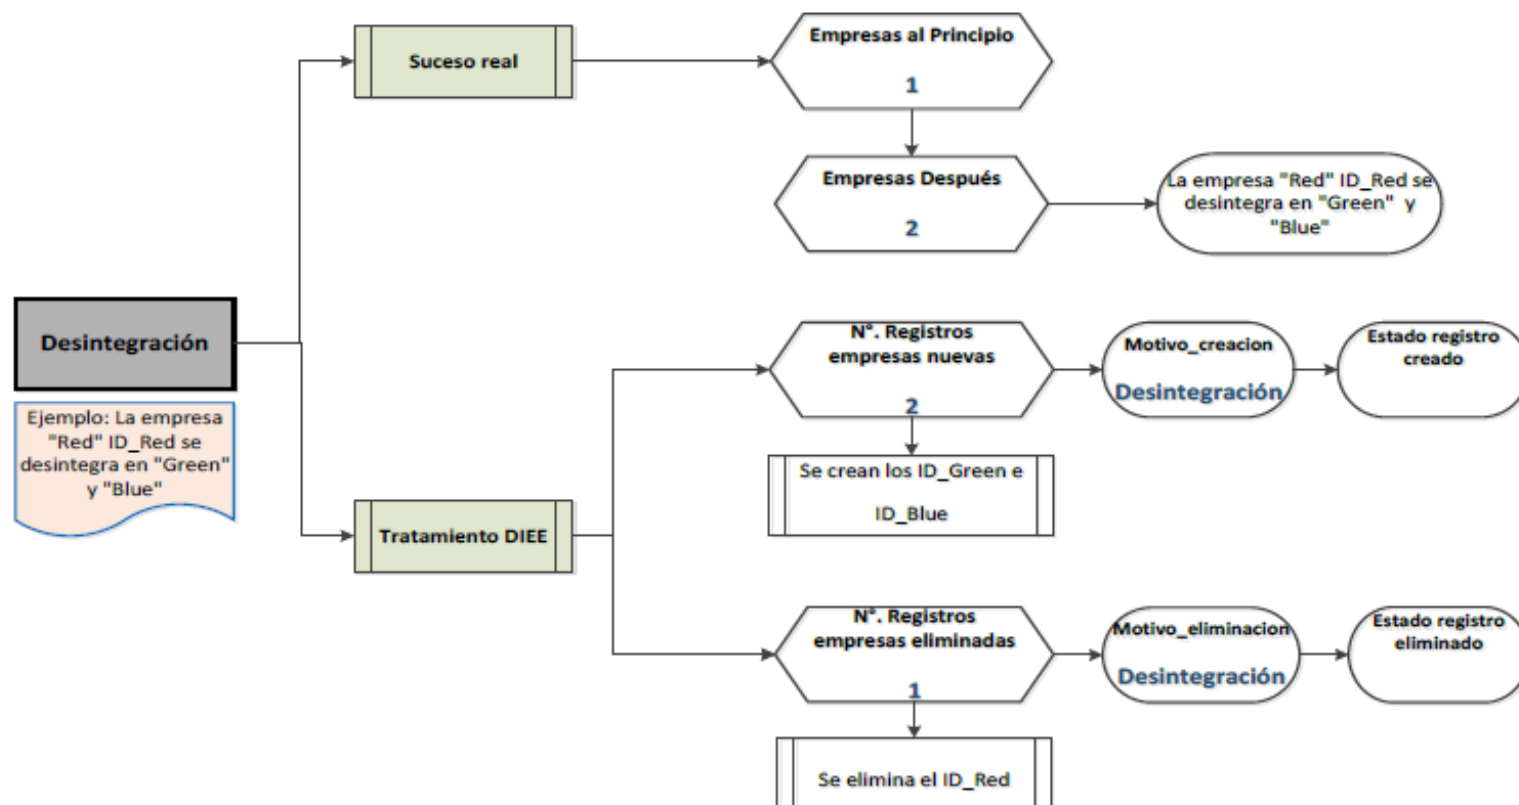 Suceso real
Empresas al Principio
1
Empresas Después
2
La empresa "Red" ID_Red se
desintegra en "Green" y
"Blue"
Desintegración
Ejemplo: La empresa
"Red" ID_Red se
desintegra en "Green"
y "Blue"
Tratamiento DIEE
N°. Registros
empresas nuevas
2
Motivo_creacion
Desintegración
Estado registro
creado
Se crean los ID_Green e
ID_Blue
N°. Registros
empresas eliminadas
1
Motivo_eliminacion
Desintegración
Estado registro
eliminado
Se elimina el ID_Red